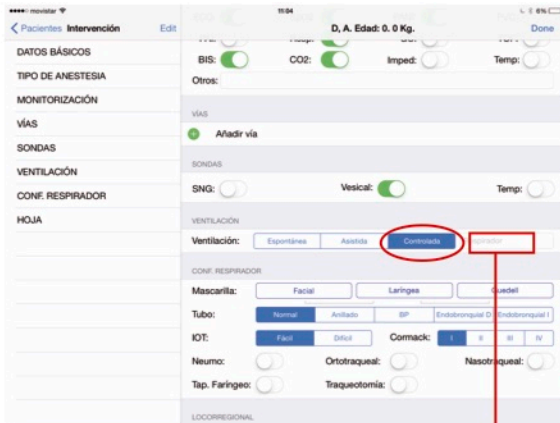 movistar 11:04 6%
Pacientes Intervención Edit D, A. Edad: 0. 0 Kg. Done
DATOS BÁSICOS
TIPO DE ANESTESIA
MONITORIZACIÓN
VÍAS
SONDAS
VENTILACIÓN
CONF. RESPIRADOR
HOJA
BIS: CO2: Imped: Temp:
Otros:
VÍAS
Añadir vía
SONDAS
SNG: Vesical: Temp:
VENTILACIÓN
Ventilación: Espontánea Asistida Controlada
CONF. RESPIRADOR
Mascarilla: Facial Laríngea Guedell
Tubo: Normal Anillado BP Endobronquial D Endobronquial I
IOT: Fácil Difícil Cormack: I II III IV
Neumo: Ortotraqueal: Nasotraqueal:
Tap. Faríngeo: Traqueotomía:
LOCORREGIONAL